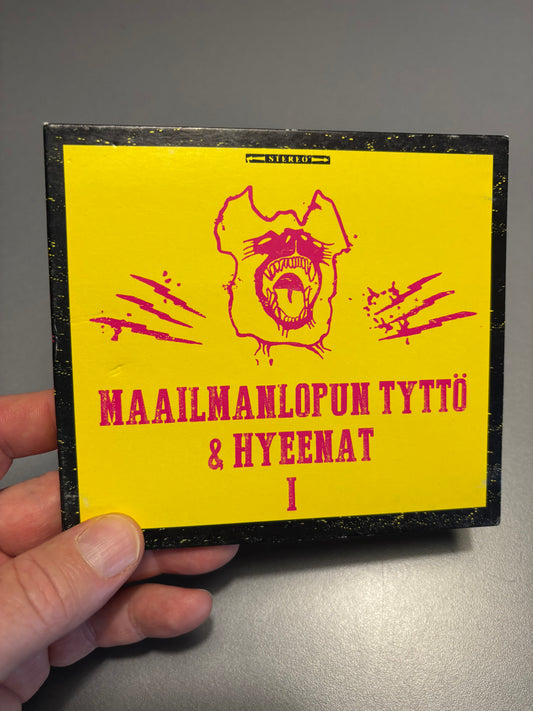 STEREO
MAAILMANLOPUN TYTTÖ
& HYEENAT
I